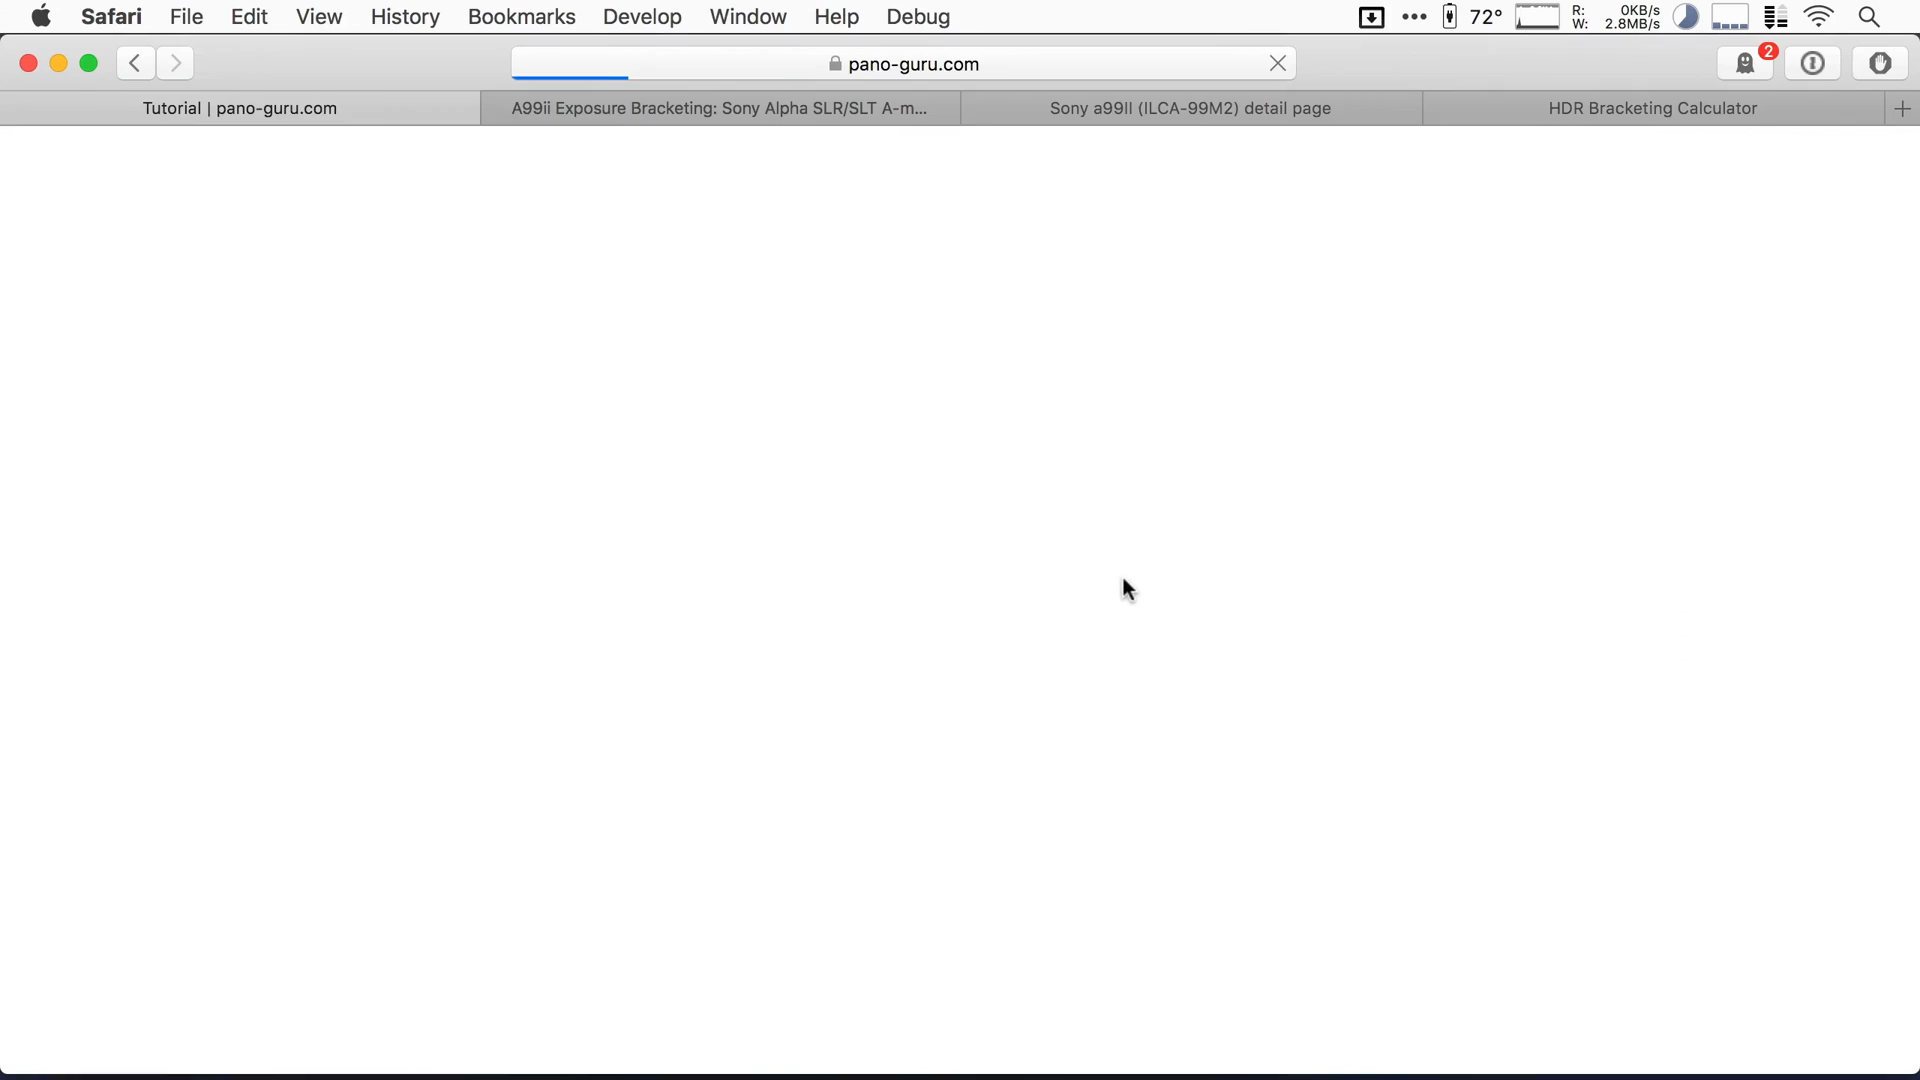 Safari File Edit View History Bookmarks Develop Window Help Debug 72° R: 0KB/s
W: 2.8MB/s
pano-guru.com
2
Tutorial | pano-guru.com A99ii Exposure Bracketing: Sony Alpha SLR/SLT A-m... Sony a99II (ILCA-99M2) detail page HDR Bracketing Calculator